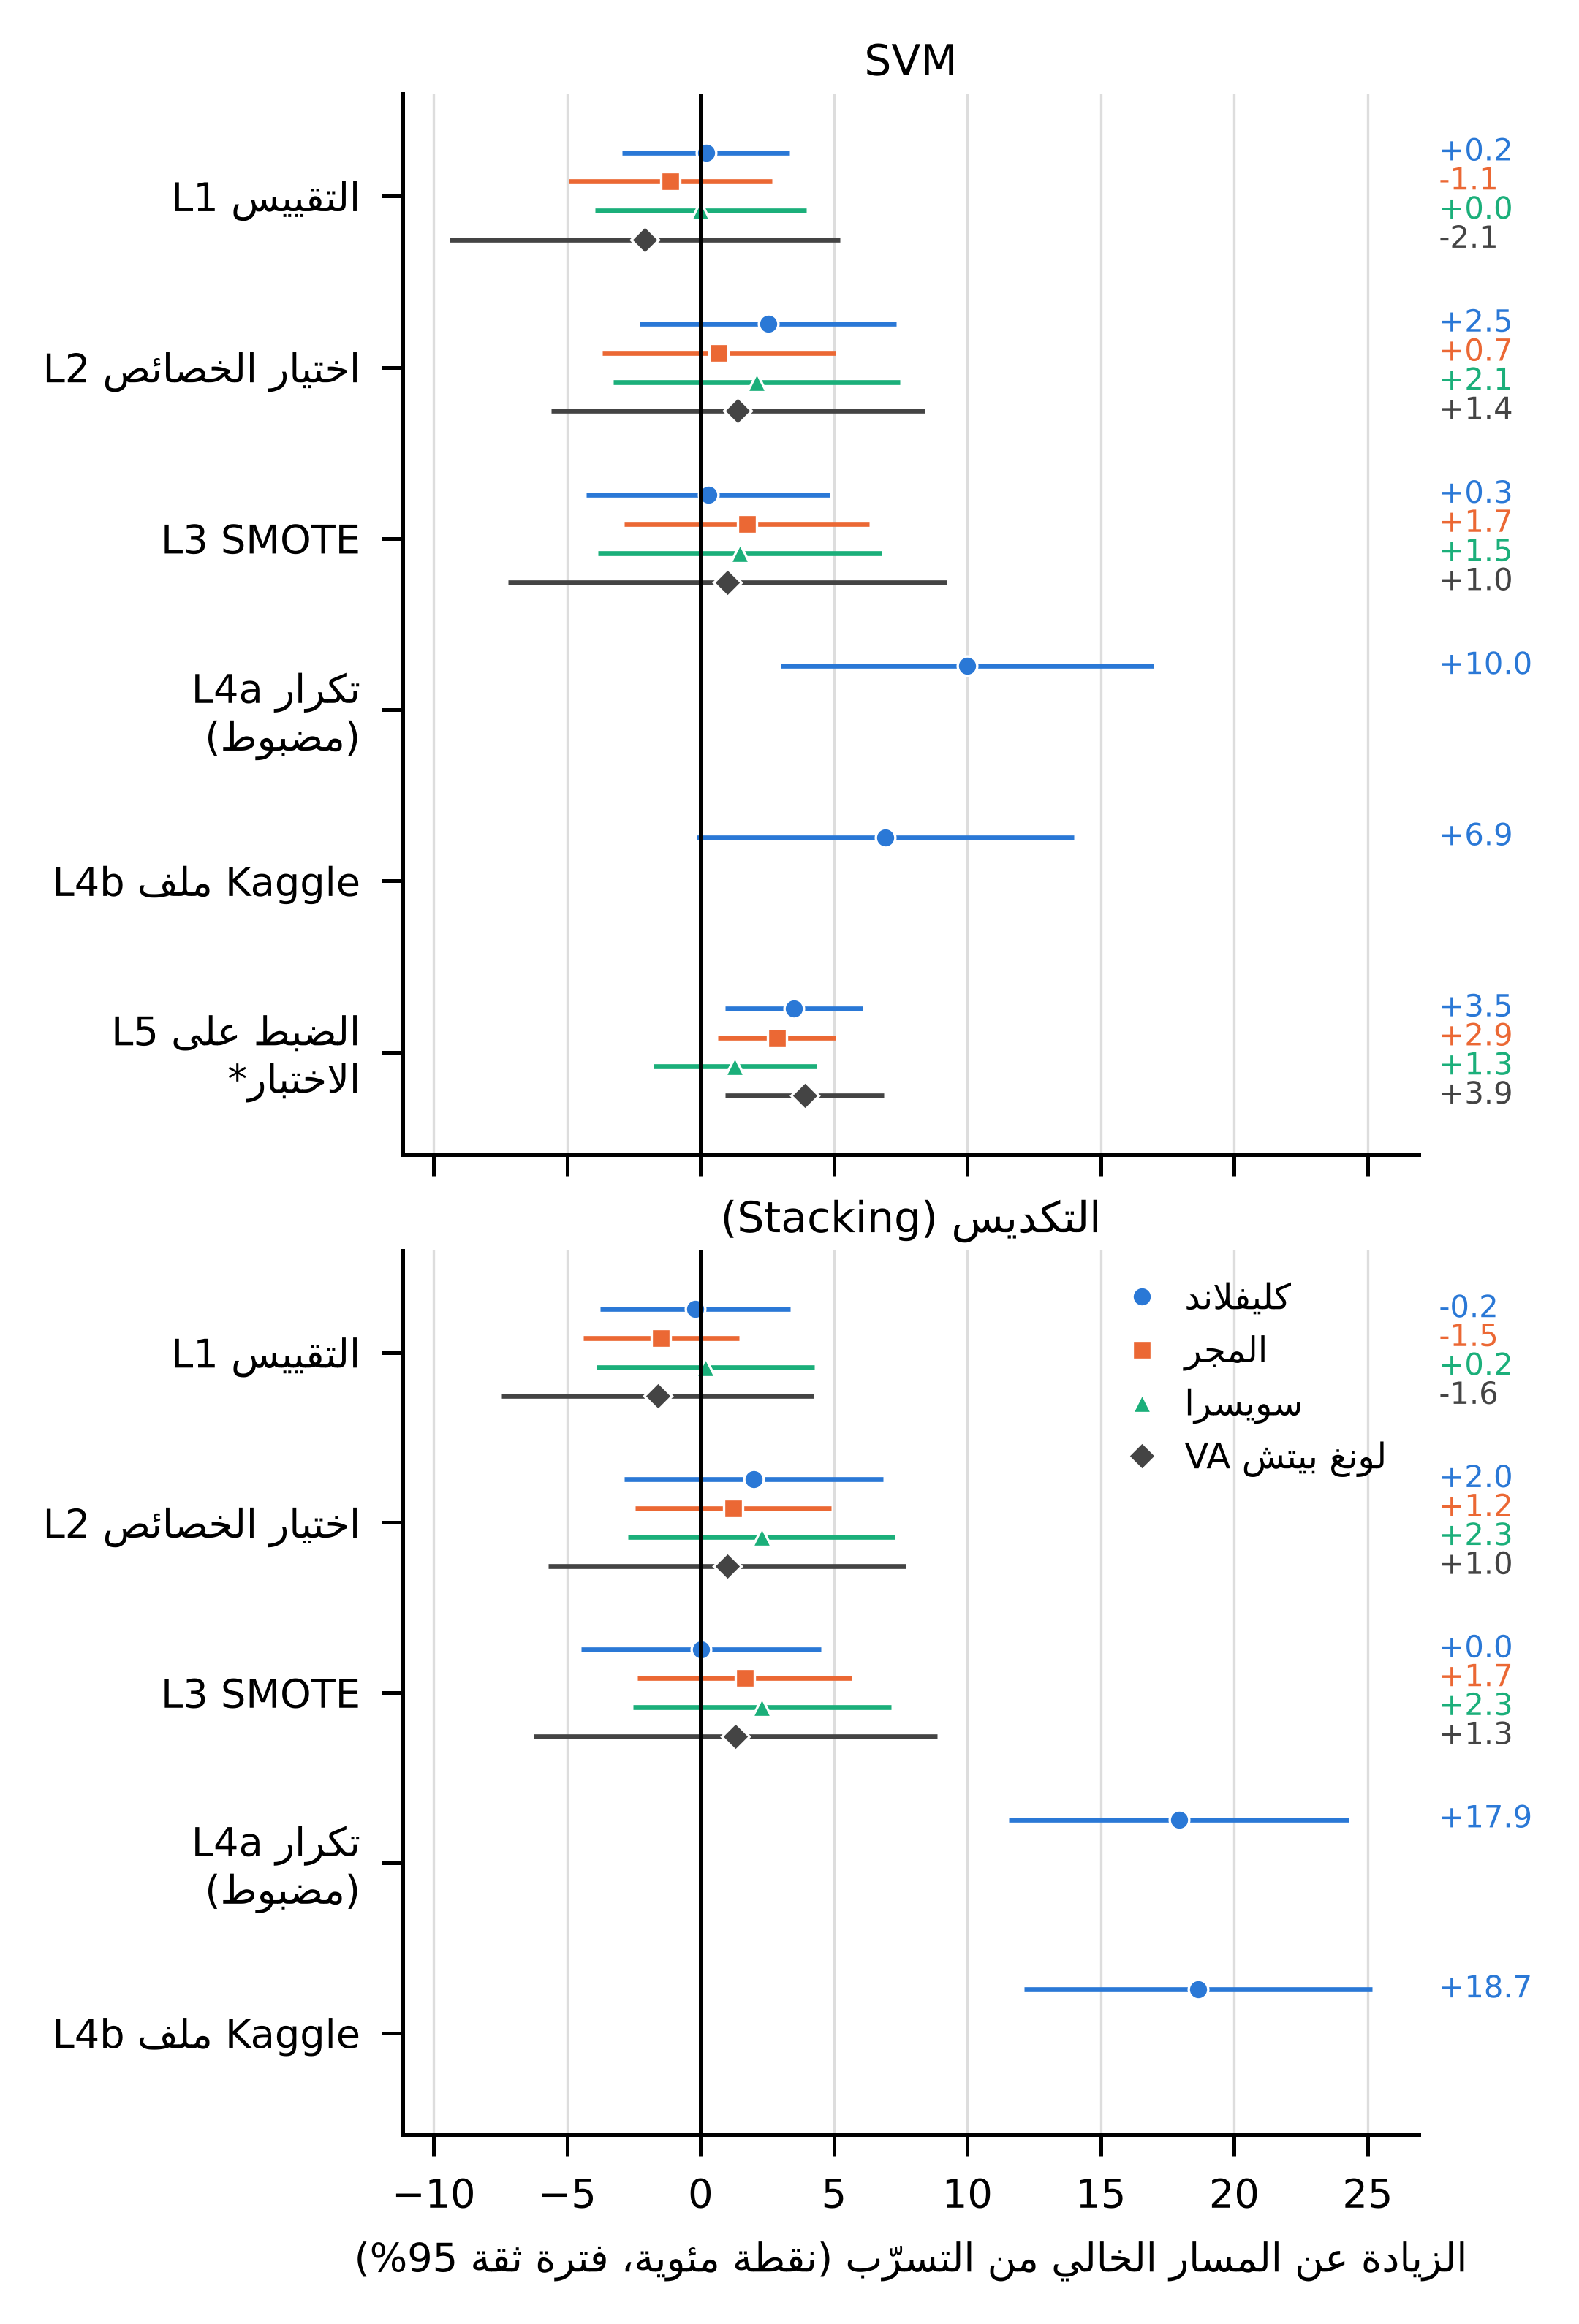 SVM
L1 التقييس
+0.2
-1.1
+0.0
-2.1
L2 اختيار الخصائص
+2.5
+0.7
+2.1
+1.4
L3 SMOTE
+0.3
+1.7
+1.5
+1.0
L4a تكرار
(مضبوط)
+10.0
L4b ملف Kaggle
+6.9
L5 الضبط على
الاختبار*
+3.5
+2.9
+1.3
+3.9
التكديس (Stacking)
كليفلاند
المجر
سويسرا
لونغ بيتش VA
L1 التقييس
-0.2
-1.5
+0.2
-1.6
L2 اختيار الخصائص
+2.0
+1.2
+2.3
+1.0
L3 SMOTE
+0.0
+1.7
+2.3
+1.3
L4a تكرار
(مضبوط)
+17.9
L4b ملف Kaggle
+18.7
−10 −5 0 5 10 15 20 25
الزيادة عن المسار الخالي من التسرّب (نقطة مئوية، فترة ثقة 95%)